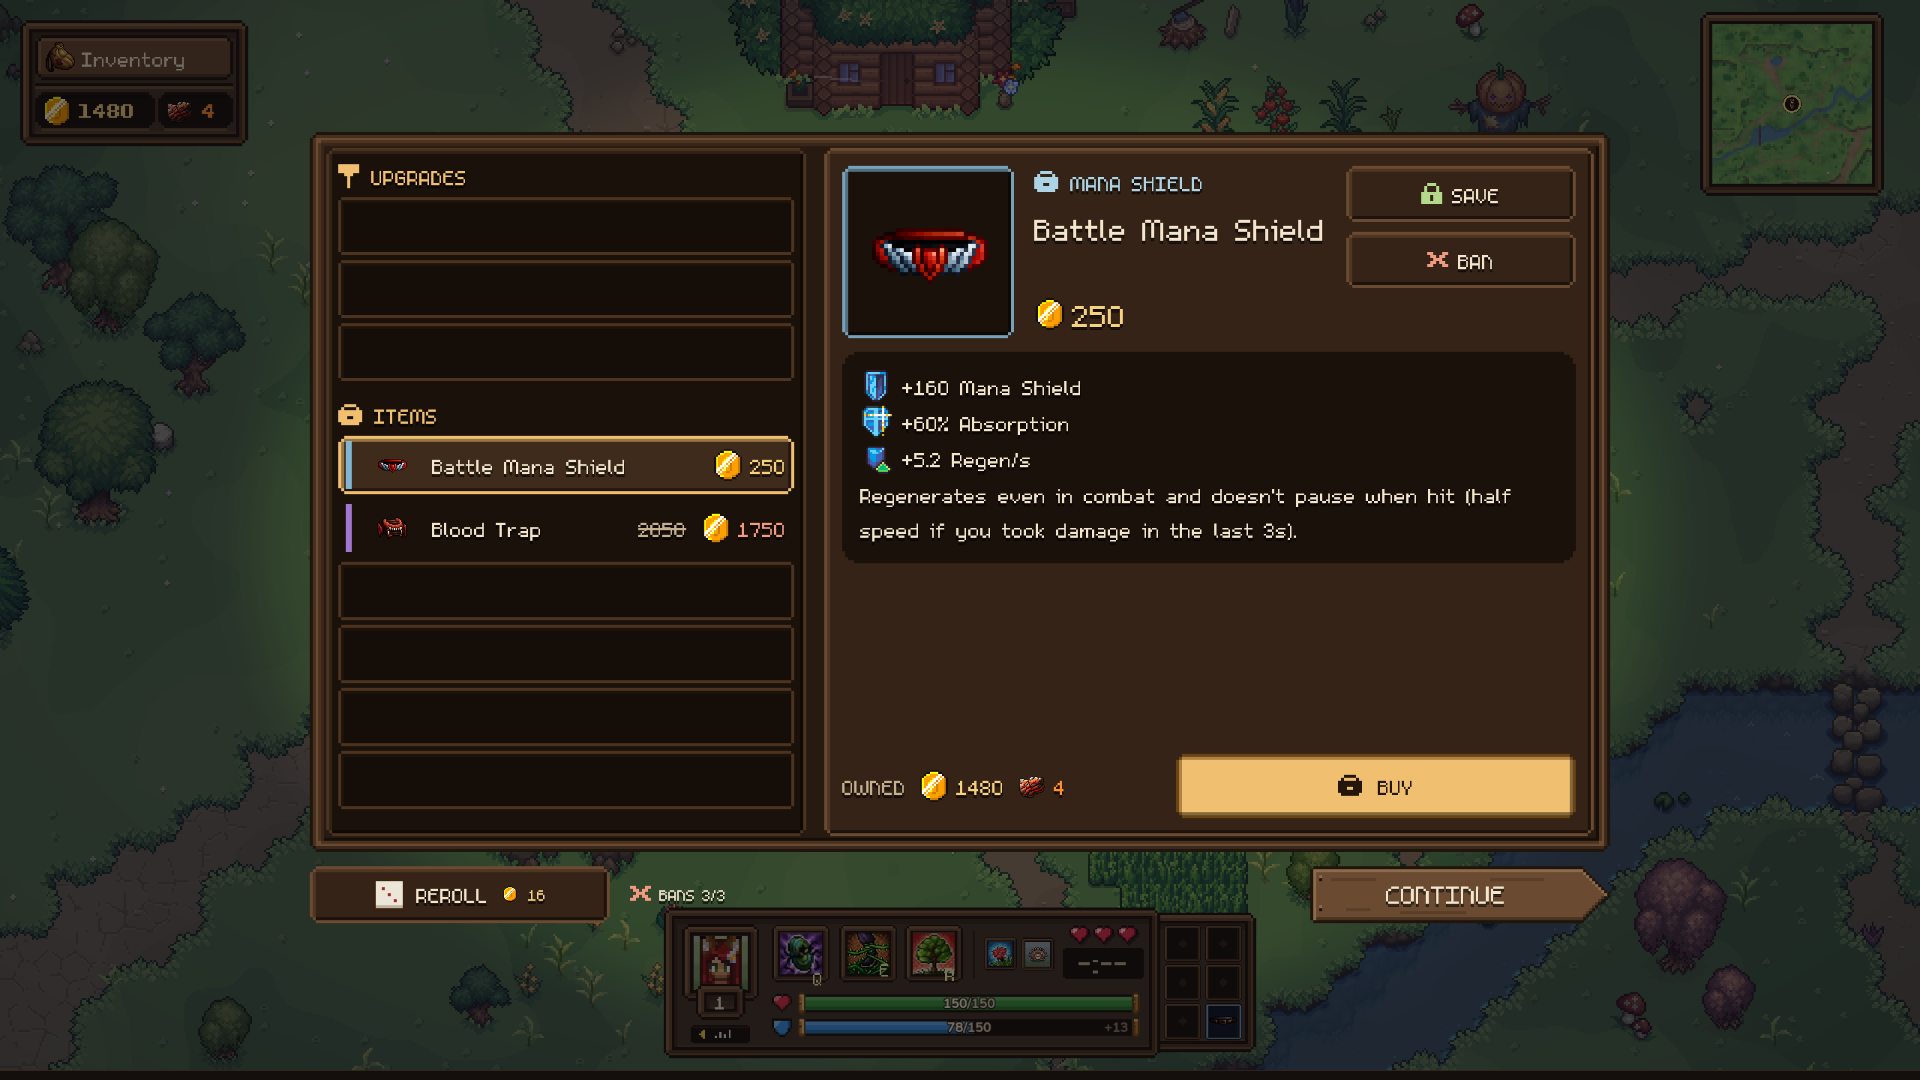 Inventory
1480 4
UPGRADES
ITEMS
Battle Mana Shield 250
Blood Trap 2050 1750
MANA SHIELD
Battle Mana Shield
250
SAVE
BAN
+160 Mana Shield
+60% Absorption
+5.2 Regen/s
Regenerates even in combat and doesn't pause when hit (half
speed if you took damage in the last 3s).
OWNED 1480 4
BUY
REROLL 16
BANS 3/3
CONTINUE
Q E R
-:--
1
150/150
78/150 +13